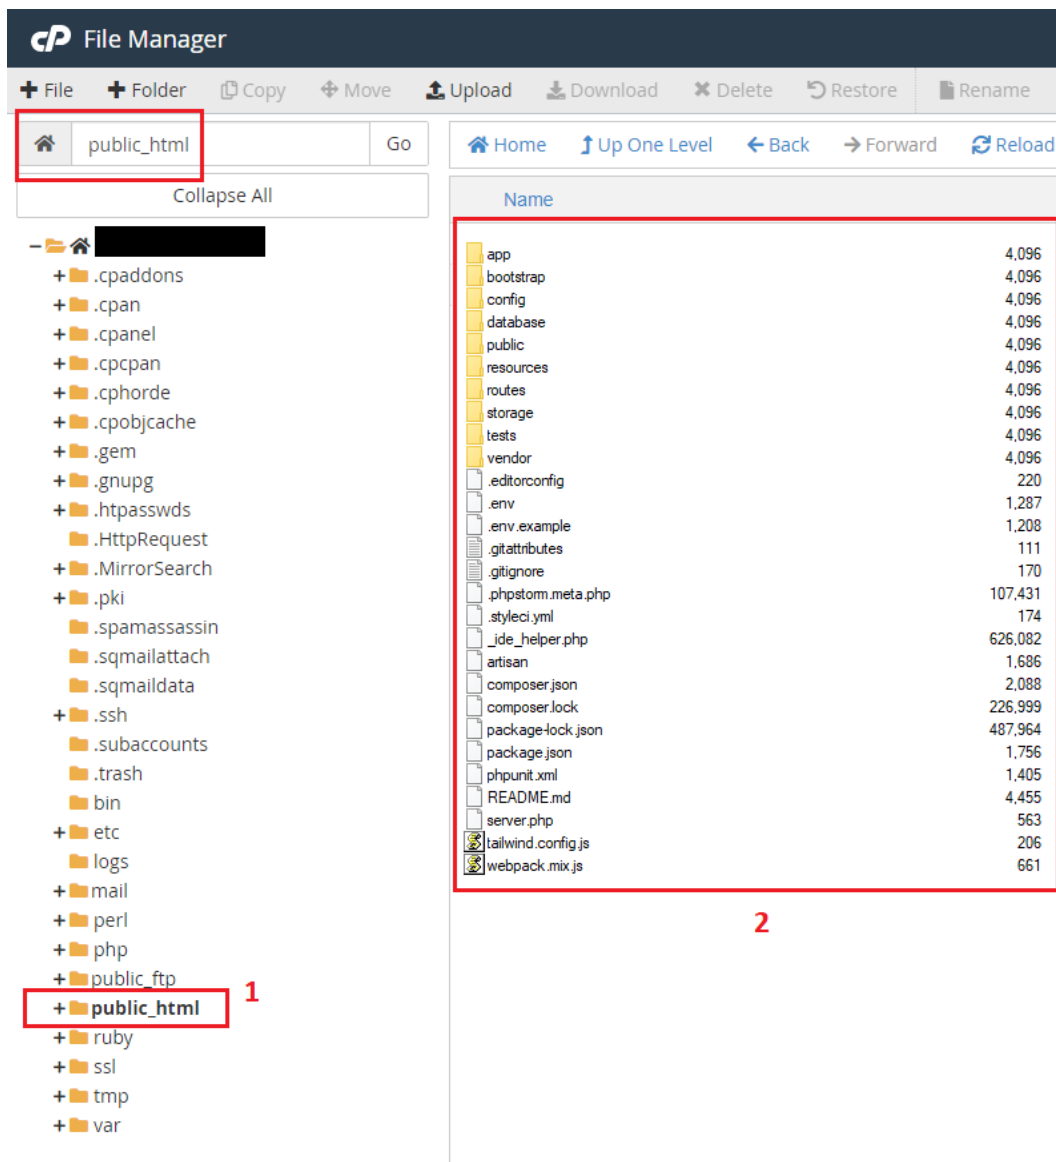 cP File Manager
File Folder Copy Move Upload Download Delete Restore Rename
public_html Go
Collapse All
.cpaddons
.cpan
.cpanel
.cpcpan
.cphorde
.cpobjcache
.gem
.gnupg
.htpasswds
.HttpRequest
.MirrorSearch
.pki
.spamassassin
.sqmailattach
.sqmaildata
.ssh
.subaccounts
.trash
bin
etc
logs
mail
perl
php
public_ftp
public_html 1
ruby
ssl
tmp
var
Home Up One Level Back Forward Reload
Name
app 4,096
bootstrap 4,096
config 4,096
database 4,096
public 4,096
resources 4,096
routes 4,096
storage 4,096
tests 4,096
vendor 4,096
.editorconfig 220
.env 1,287
.env.example 1,208
.gitattributes 111
.gitignore 170
.phpstorm.meta.php 107,431
.styleci.yml 174
_ide_helper.php 626,082
artisan 1,686
composer.json 2,088
composer.lock 226,999
package-lock.json 487,964
package.json 1,756
phpunit.xml 1,405
README.md 4,455
server.php 563
tailwind.config.js 206
webpack.mix.js 661
2